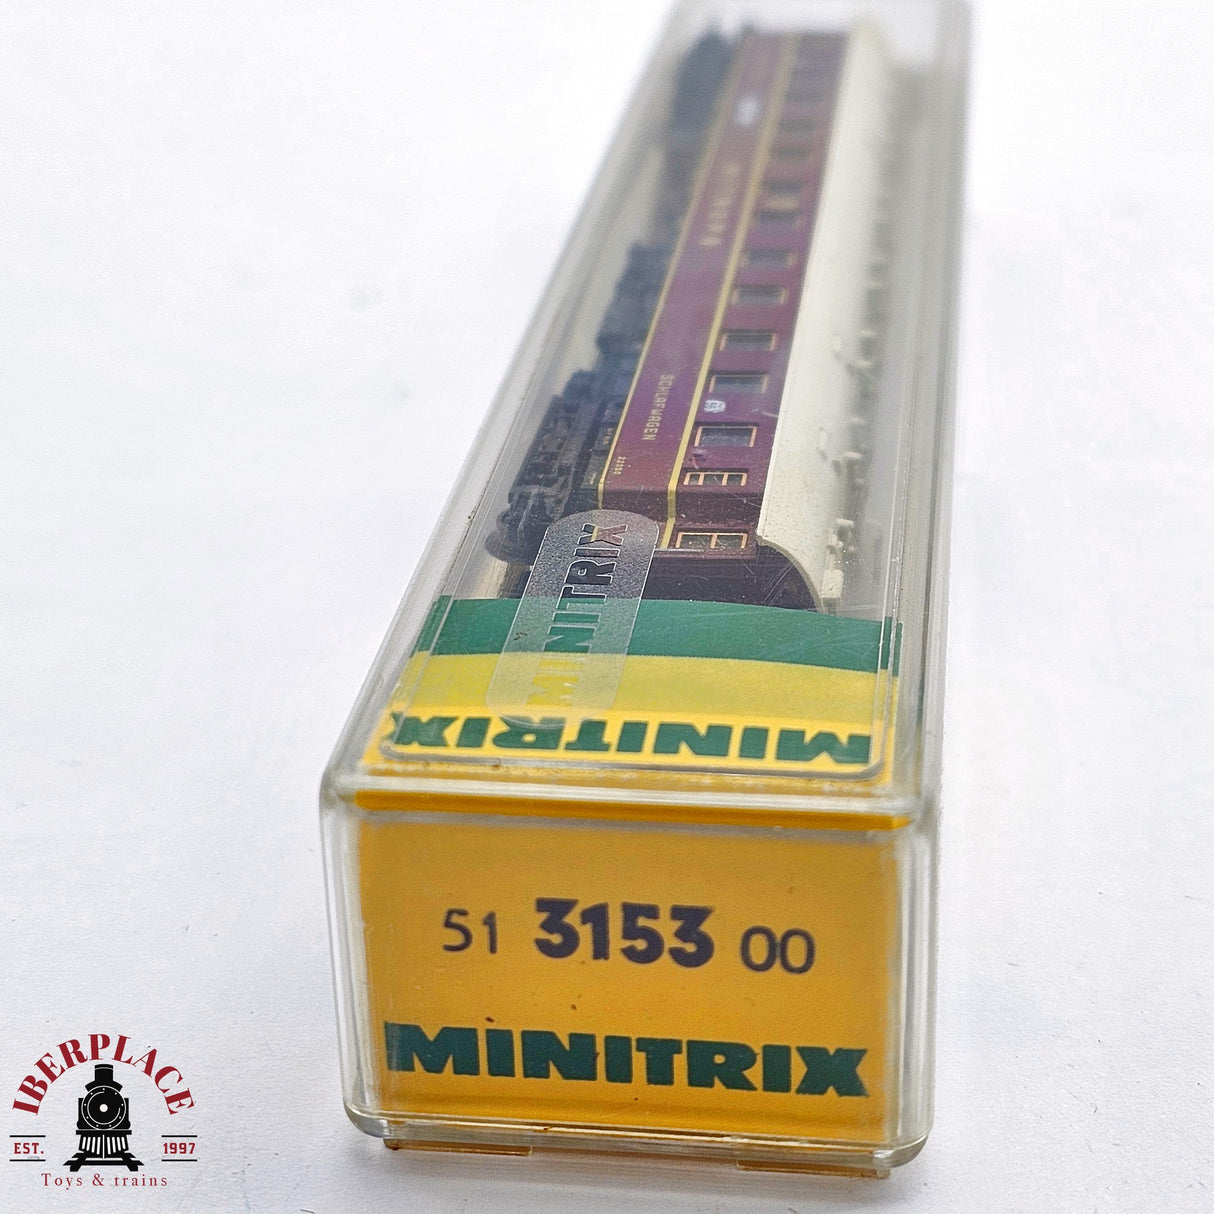 SCHLAFWAGEN
MINITRIX
MINITRIX
51 3153 00
MINITRIX
IBERPLACE
EST. 1997
Toys & trains